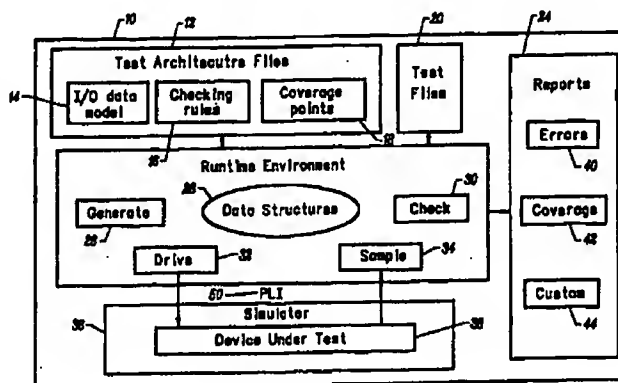 10
12
20
24
Test Architecutre Files
14
I/O data model
Checking rules
Coverage points
16
18
Test Files
Reports
Errors
40
Coverage
42
Custom
44
Runtime Environment
26
Data Structures
30
Generate
28
Check
Drive
32
Sample
34
50
PLI
Simulator
36
Device Under Test
38